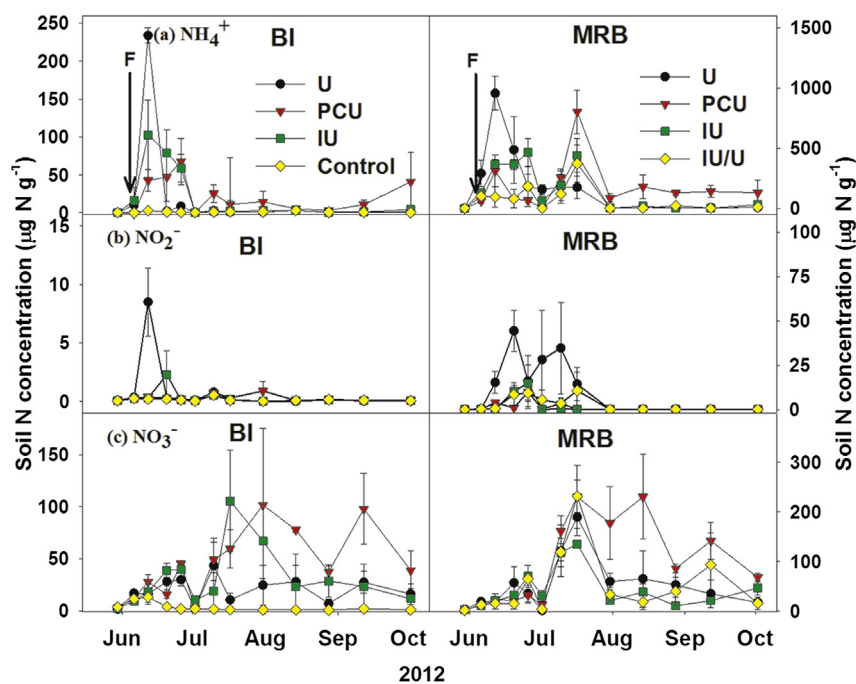 (a) NH4+
BI
F
U
PCU
IU
Control
250
200
150
100
50
0
MRB
F
U
PCU
IU
IU/U
1500
1000
500
0
(b) NO2−
BI
15
10
5
0
MRB
100
75
50
25
0
(c) NO3−
BI
150
100
50
0
MRB
300
200
100
0
Soil N concentration (µg N g-1)
Soil N concentration (µg N g-1)
Jun Jul Aug Sep Oct
Jun Jul Aug Sep Oct
2012